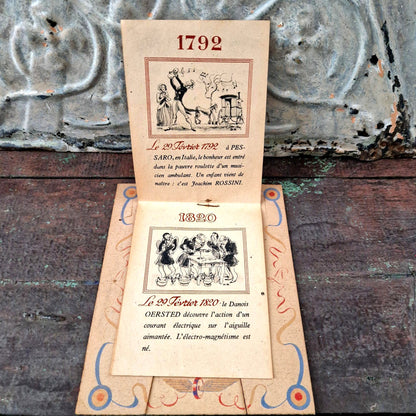 1792
Le 29 Février 1792 à PES-
SARO, en Italie, le bonheur est entré
dans la pauvre roulotte d'un musi-
cien ambulant. Un enfant vient de
naître : c'est Joachim ROSSINI.
1820
Le 29 Février 1820 le Danois
OERSTED découvre l'action d'un
courant électrique sur l'aiguille
aimantée. L'électro-magnétisme est
né.